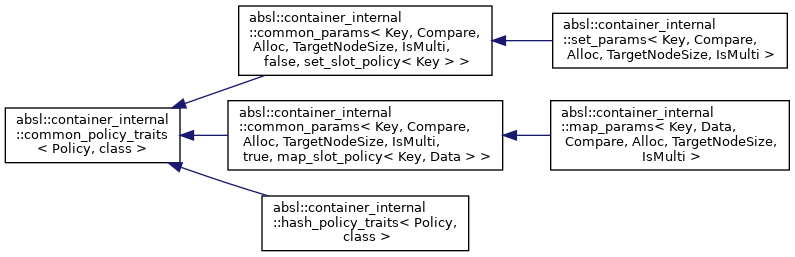 absl::container_internal
::common_policy_traits
< Policy, class >
absl::container_internal
::common_params< Key, Compare,
Alloc, TargetNodeSize, IsMulti,
false, set_slot_policy< Key > >
absl::container_internal
::set_params< Key, Compare,
Alloc, TargetNodeSize, IsMulti >
absl::container_internal
::common_params< Key, Compare,
Alloc, TargetNodeSize, IsMulti,
true, map_slot_policy< Key, Data > >
absl::container_internal
::map_params< Key, Data,
Compare, Alloc, TargetNodeSize,
IsMulti >
absl::container_internal
::hash_policy_traits< Policy,
class >